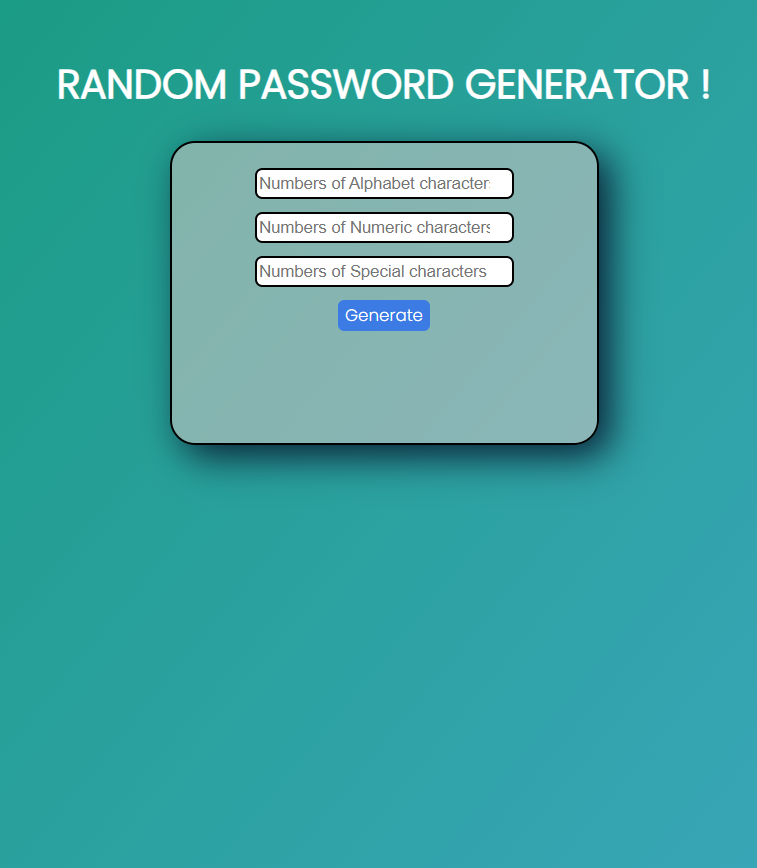 RANDOM PASSWORD GENERATOR !
Numbers of Alphabet character
Numbers of Numeric characters
Numbers of Special characters
Generate